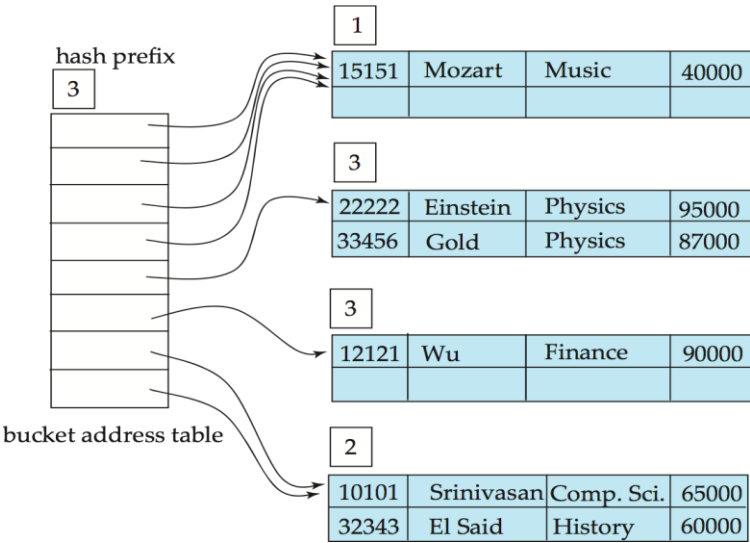 hash prefix
3
bucket address table
1
15151 Mozart Music 40000
3
22222 Einstein Physics 95000
33456 Gold Physics 87000
3
12121 Wu Finance 90000
2
10101 Srinivasan Comp. Sci. 65000
32343 El Said History 60000